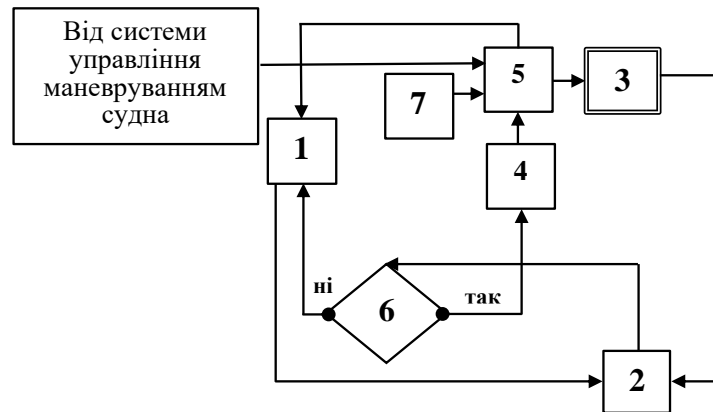 Від системи
управління
маневруванням
судна
5
3
7
1
4
ні
6
так
2